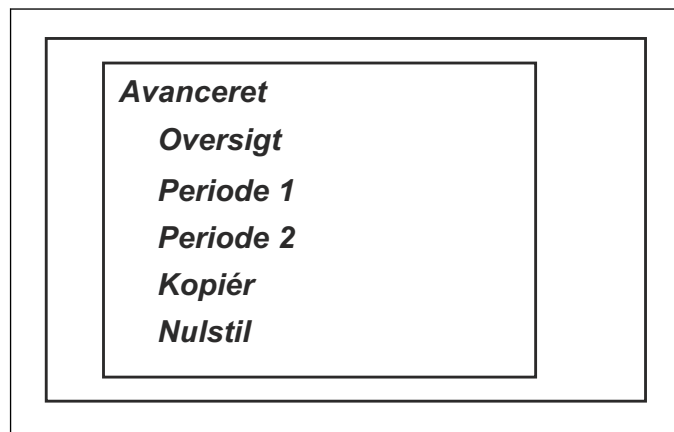 Avanceret
Oversigt
Periode 1
Periode 2
Kopiér
Nulstil